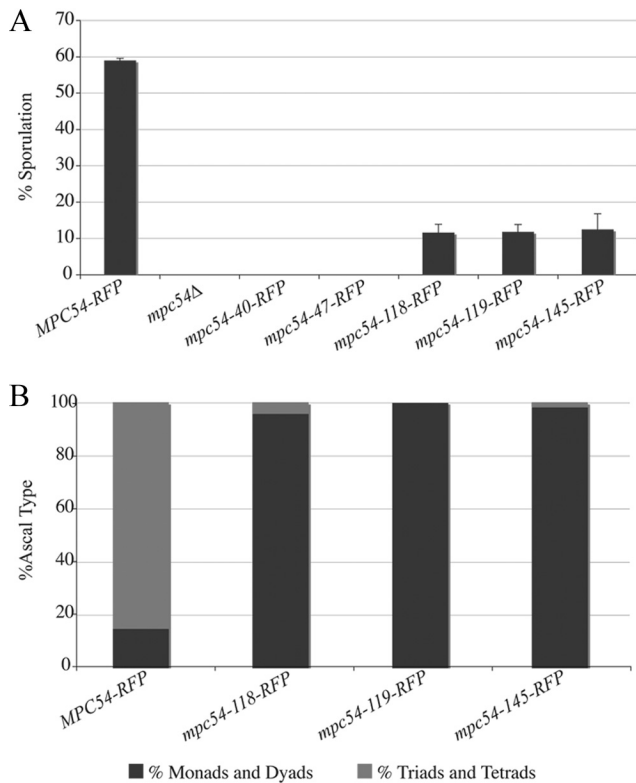 A
% Sporulation
70
60
50
40
30
20
10
0
MPC54-RFP
mpc54Δ
mpc54-40-RFP
mpc54-47-RFP
mpc54-118-RFP
mpc54-119-RFP
mpc54-145-RFP
B
%Ascal Type
100
80
60
40
20
0
MPC54-RFP
mpc54-118-RFP
mpc54-119-RFP
mpc54-145-RFP
% Monads and Dyads
% Triads and Tetrads